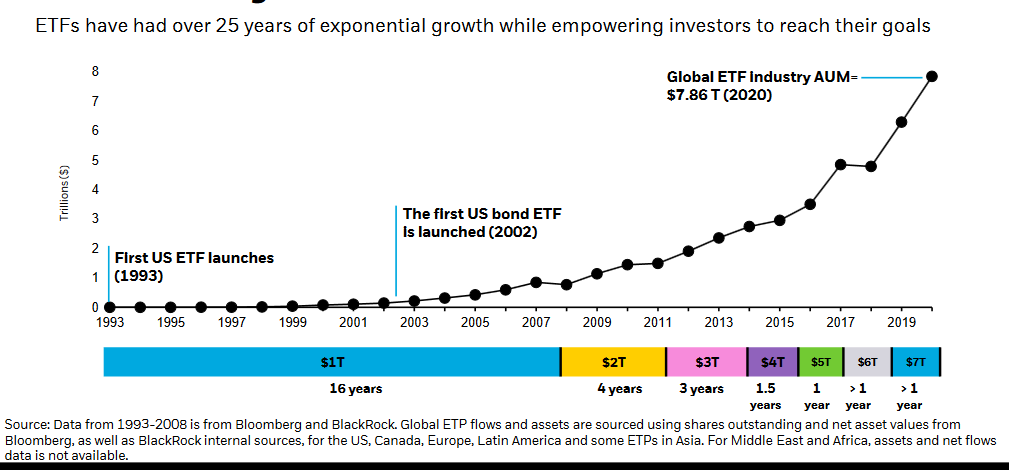 ETFs have had over 25 years of exponential growth while empowering investors to reach their goals
8
7
6
5
4
3
2
1
0
Trillions ($)
Global ETF Industry AUM=
$7.86 T (2020)
The first US bond ETF
is launched (2002)
First US ETF launches
(1993)
1993 1995 1997 1999 2001 2003 2005 2007 2009 2011 2013 2015 2017 2019
$1T $2T $3T $4T $5T $6T $7T
16 years 4 years 3 years 1.5 1 > 1 > 1
years year year year
Source: Data from 1993-2008 is from Bloomberg and BlackRock. Global ETP flows and assets are sourced using shares outstanding and net asset values from
Bloomberg, as well as BlackRock internal sources, for the US, Canada, Europe, Latin America and some ETPs in Asia. For Middle East and Africa, assets and net flows
data is not available.